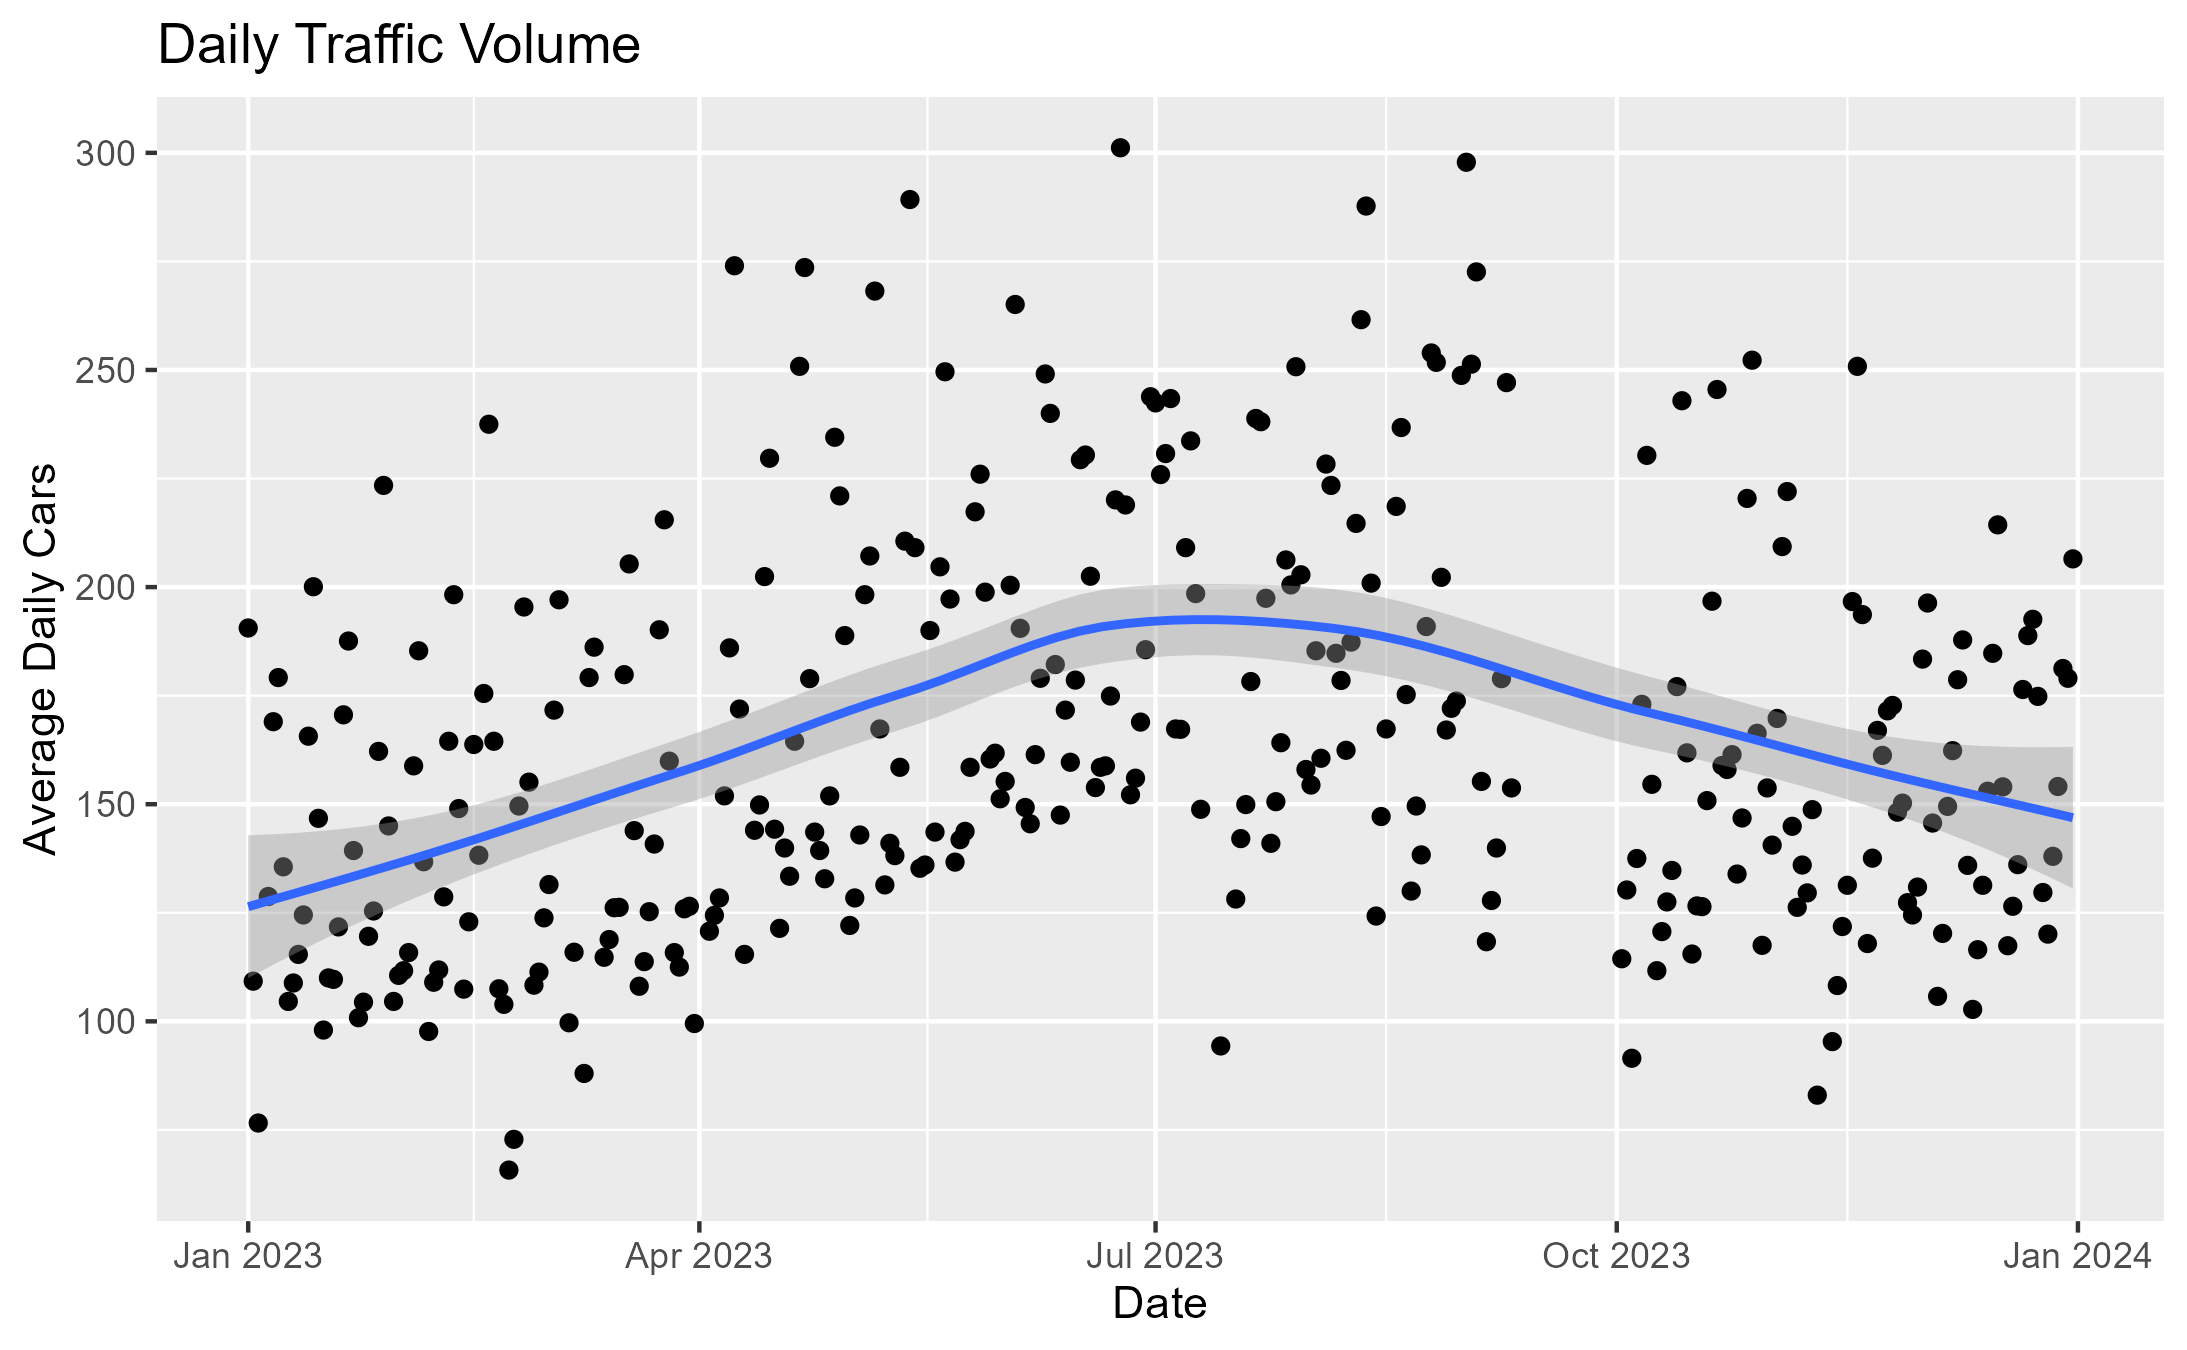 Daily Traffic Volume
Average Daily Cars
300
250
200
150
100
Jan 2023
Apr 2023
Jul 2023
Oct 2023
Jan 2024
Date